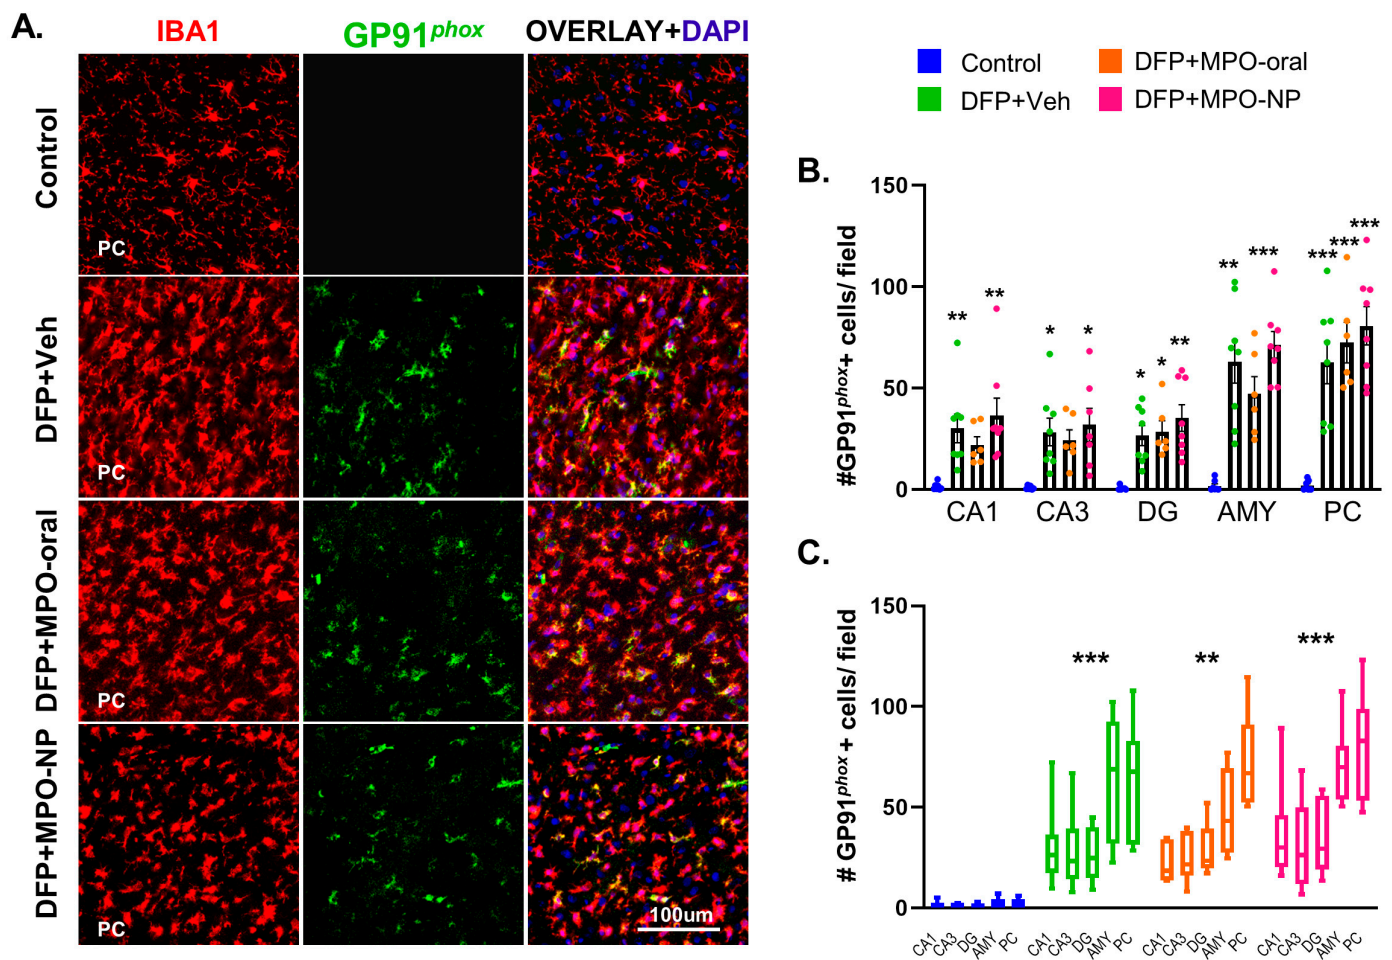 A.
IBA1
GP91phox
OVERLAY+DAPI
Control
PC
DFP+Veh
PC
DFP+MPO-oral
PC
DFP+MPO-NP
PC
100um
Control
DFP+Veh
DFP+MPO-oral
DFP+MPO-NP
B.
#GP91phox+ cells/ field
150
100
50
0
** ** * * * * ** ** *** *** *** ***
CA1 CA3 DG AMY PC
C.
# GP91phox + cells/ field
150
100
50
0
*** ** ***
CA1 CA3 DG AMY PC CA1 CA3 DG AMY PC CA1 CA3 DG AMY PC CA1 CA3 DG AMY PC